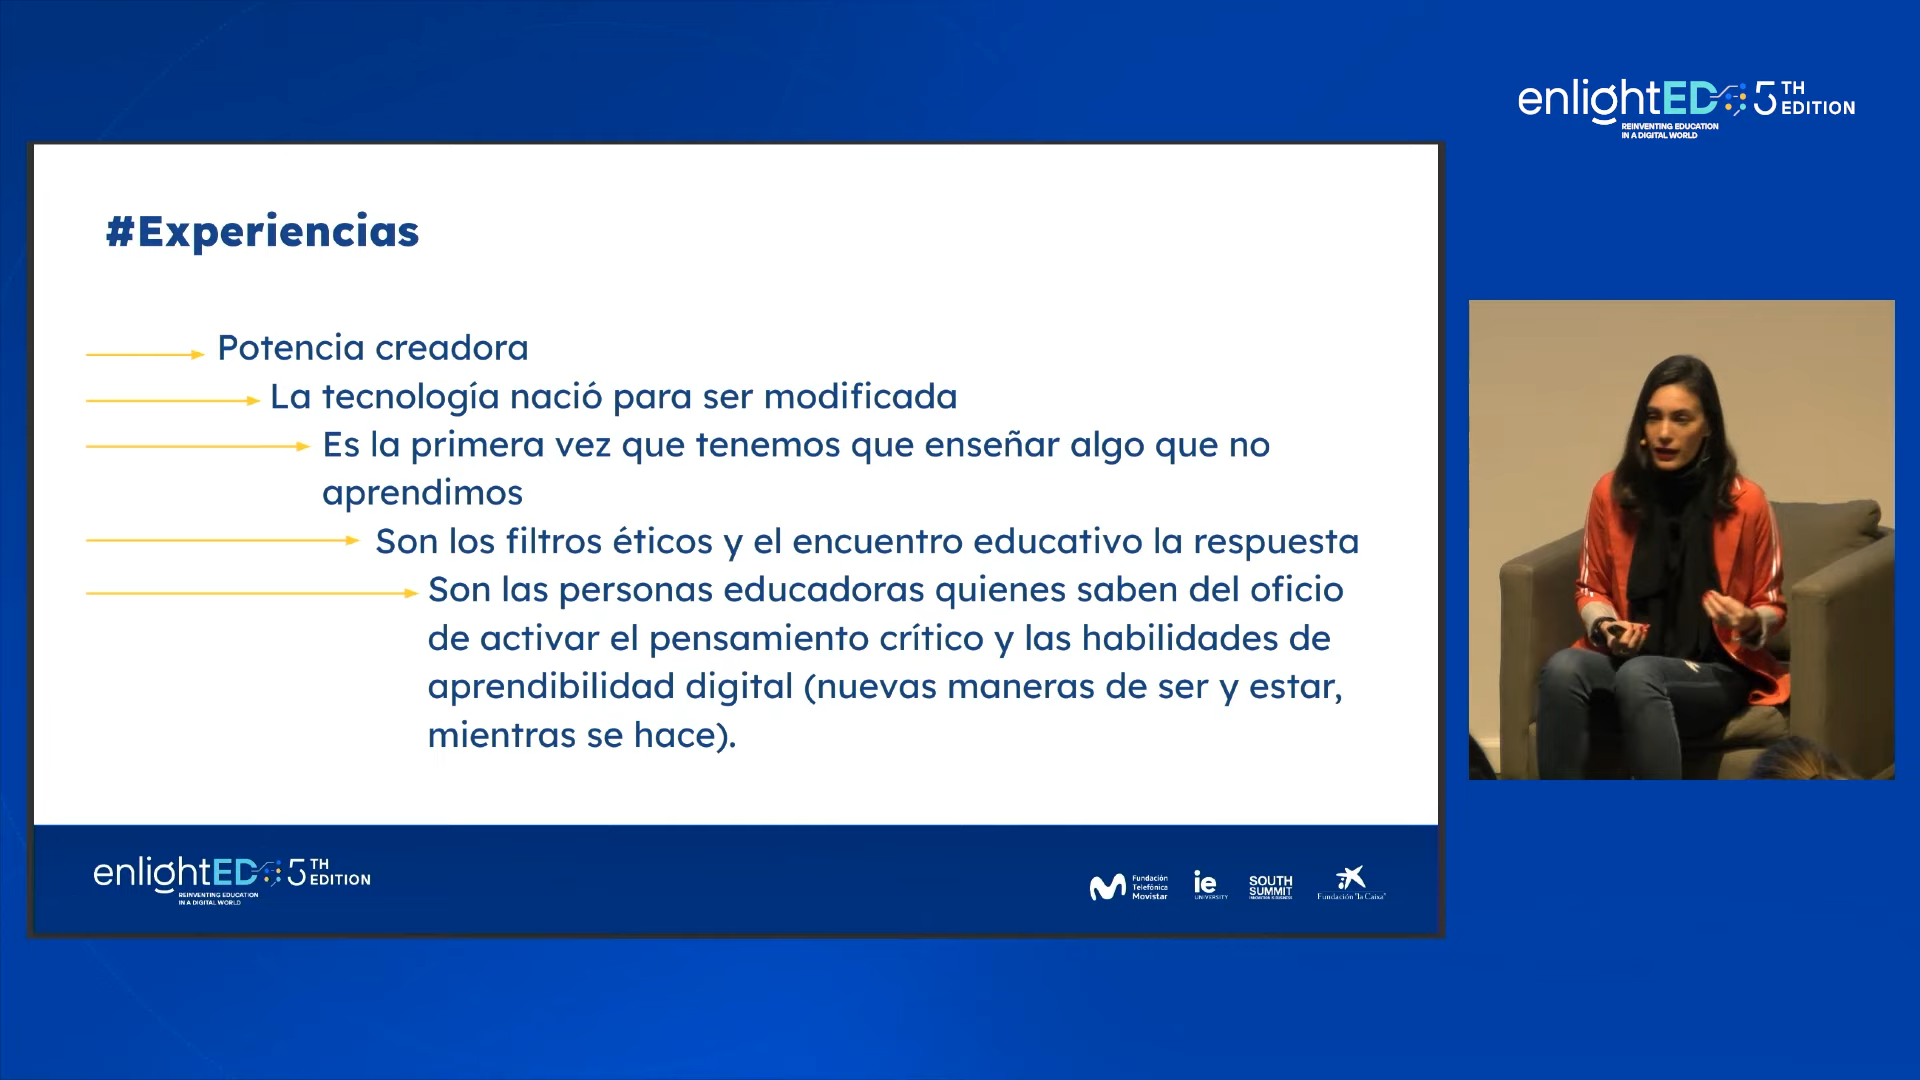 enlightED 5TH EDITION
REINVENTING EDUCATION
IN A DIGITAL WORLD
#Experiencias
Potencia creadora
La tecnología nació para ser modificada
Es la primera vez que tenemos que enseñar algo que no
aprendimos
Son los filtros éticos y el encuentro educativo la respuesta
Son las personas educadoras quienes saben del oficio
de activar el pensamiento crítico y las habilidades de
aprendibilidad digital (nuevas maneras de ser y estar,
mientras se hace).
enlightED 5TH EDITION
REINVENTING EDUCATION
IN A DIGITAL WORLD
Fundación
Telefónica
Movistar
ie
UNIVERSITY
SOUTH
SUMMIT
Fundación "la Caixa"